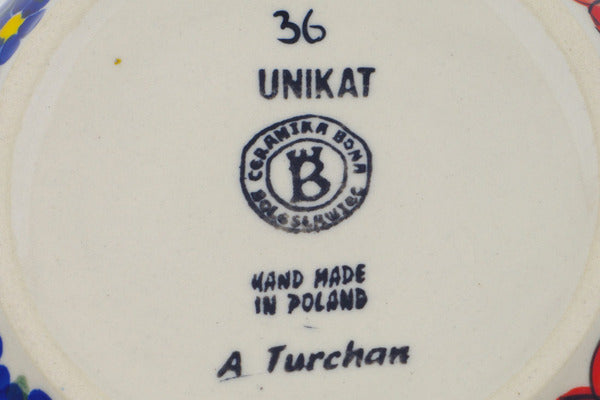 36
UNIKAT
CERAMIKA BONA
B
BOLESŁAWIEC
HAND MADE
IN POLAND
A Turchan